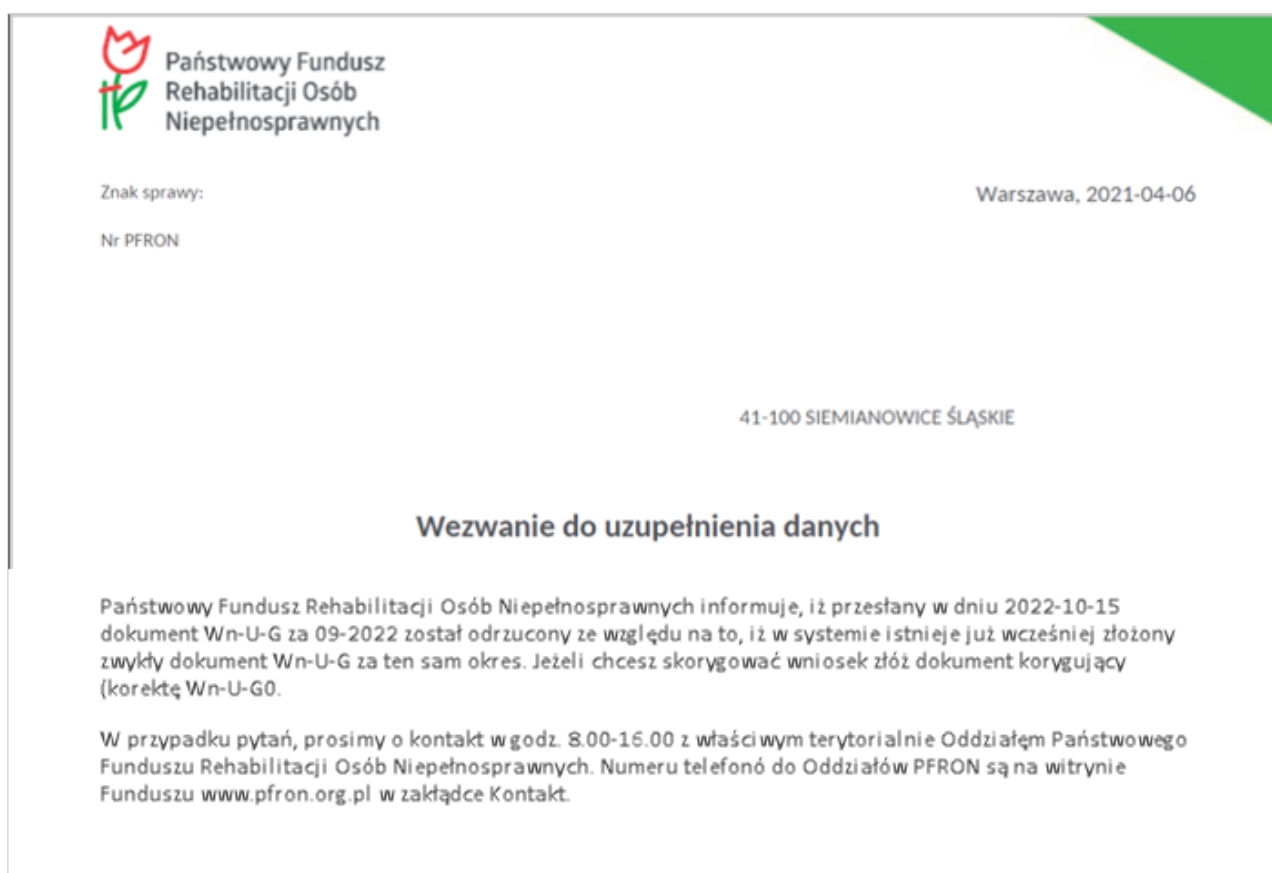 Państwowy Fundusz
Rehabilitacji Osób
Niepełnosprawnych
Znak sprawy:
Warszawa, 2021-04-06
Nr PFRON
41-100 SIEMIANOWICE ŚLĄSKIE
Wezwanie do uzupełnienia danych
Państwowy Fundusz Rehabilitacji Osób Niepełnosprawnych informuje, iż przesłany w dniu 2022-10-15
dokument Wn-U-G za 09-2022 został odrzucony ze względu na to, iż w systemie istnieje już wcześniej złożony
zwykły dokument Wn-U-G za ten sam okres. Jeżeli chcesz skorygować wniosek złóż dokument korygujący
(korektę Wn-U-G0.
W przypadku pytań, prosimy o kontakt w godz. 8.00-16.00 z właściwym terytorialnie Oddziałęm Państwowego
Funduszu Rehabilitacji Osób Niepełnosprawnych. Numeru telefonó do Oddziałów PFRON są na witrynie
Funduszu www.pfron.org.pl w zakłądce Kontakt.